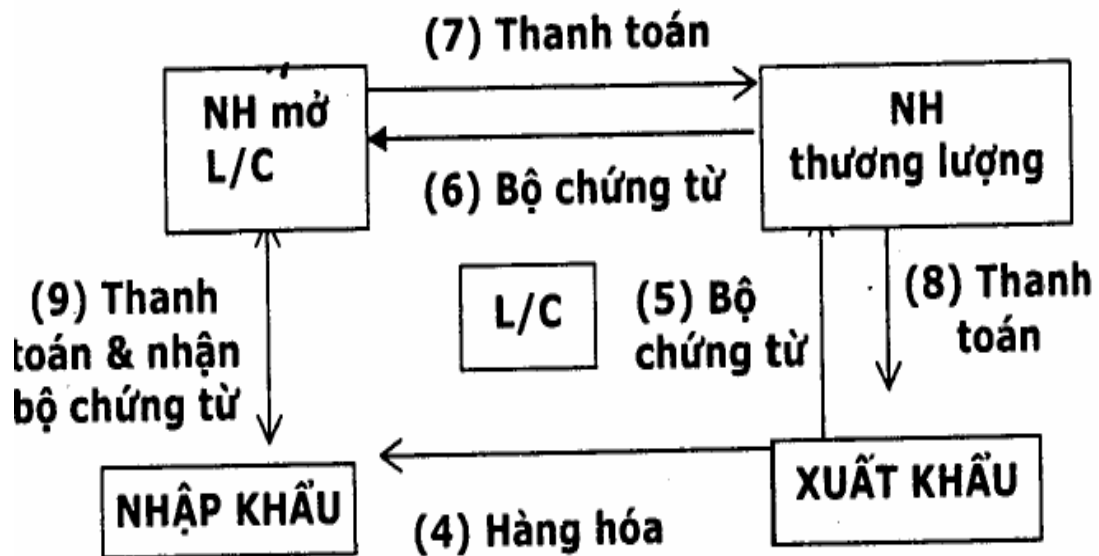 (7) Thanh toán
NH mở
L/C
NH
thương lượng
(6) Bộ chứng từ
(9) Thanh
toán & nhận
bộ chứng từ
L/C
(5) Bộ
chứng từ
(8) Thanh
toán
NHẬP KHẨU
(4) Hàng hóa
XUẤT KHẨU